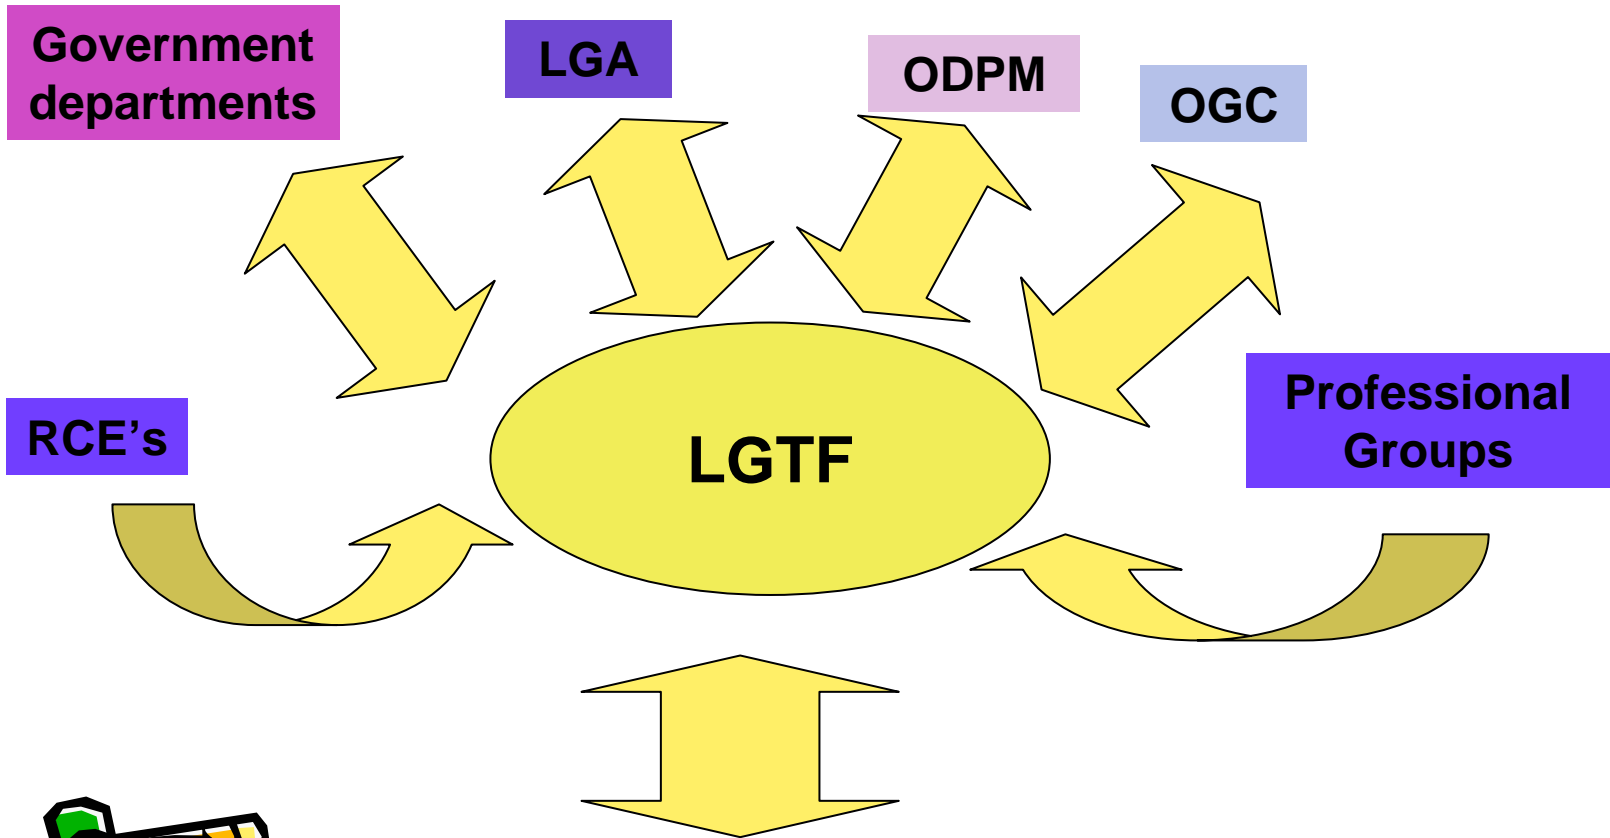 Government
departments
LGA
ODPM
OGC
RCE’s
LGTF
Professional
Groups